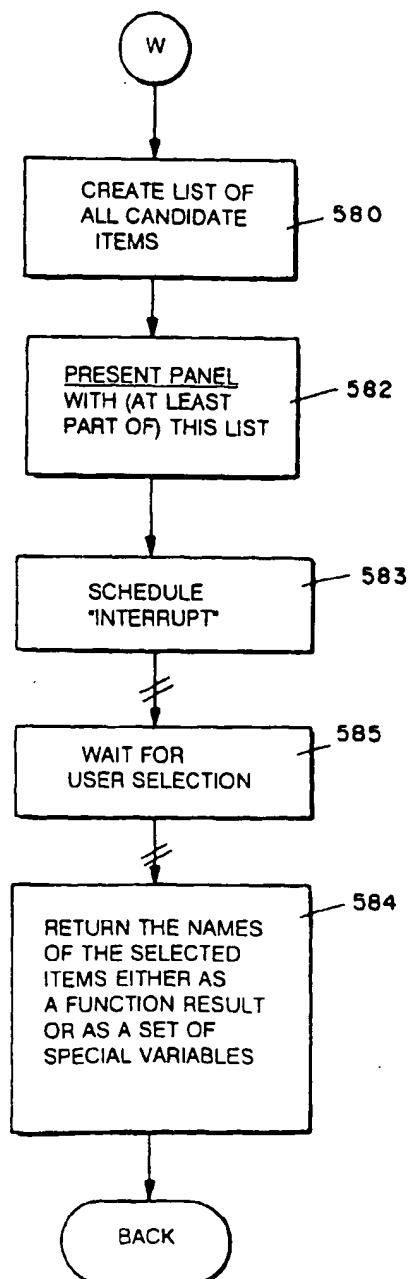 W
CREATE LIST OF
ALL CANDIDATE
ITEMS
580
PRESENT PANEL
WITH (AT LEAST
PART OF) THIS LIST
582
SCHEDULE
"INTERRUPT"
583
WAIT FOR
USER SELECTION
585
RETURN THE NAMES
OF THE SELECTED
ITEMS EITHER AS
A FUNCTION RESULT
OR AS A SET OF
SPECIAL VARIABLES
584
BACK